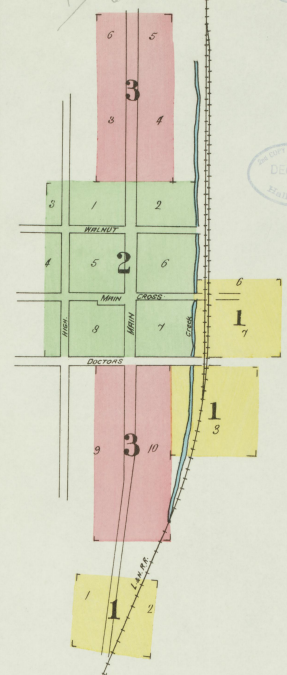 6 5
3
3 4
3 1 2
WALNUT
4 5 2 6
6
MAIN CROSS
1
7
HIGH. 8 MAIN 7 Creek
DOCTORS
1
3
9 10
8
L & N. R.R.
1 2
1